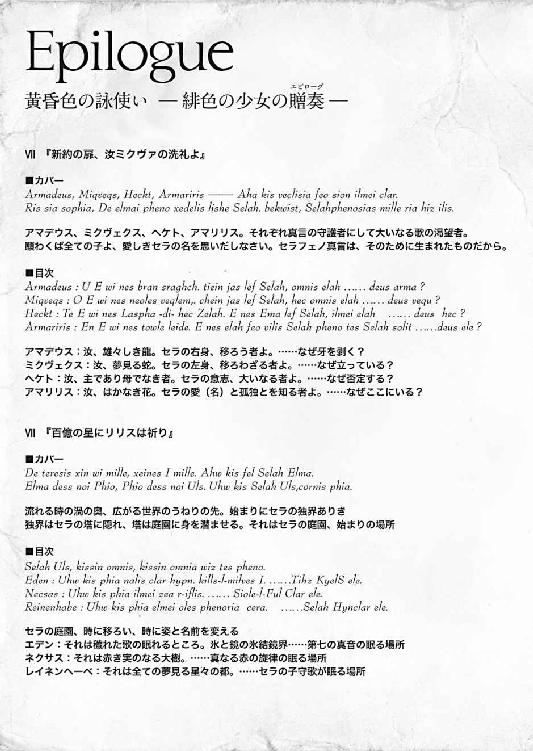 Epilogue
エピローグ
黄昏色の詠使い ― 緋色の少女の贈奏 ―
Ⅶ 『新約の扉、汝ミクヴァの洗礼よ』
■カバー
Armadeus, Miqveqs, Heckt, Armariris ―― Aha kis veclisia feo sion ilmei clar.
Ris sia sophia, De elmai pheno xedelis lishe Selah. bekwist, Selahphenosias mille ria hiz ilis.
アマデウス、ミクヴェクス、ヘケト、アマリリス。それぞれ真言の守護者にして大いなる歌の渇望者。
願わくば全ての子よ、愛しきセラの名を思いだしなさい。セラフェノ真言は、そのために生まれたものだから。
■目次
Armadeus : U E wi nes bran sraghch. tiein jas lef Selah, omnis elah …… deus arma ?
Miqveqs : O E wi nes neoles veqlem,. chein jas lef Selah, hec omnis elah …… deus vequ ?
Heckt : Te E wi nes Laspha -di- hec Zelah. E nes Ema lef Selah, ilmei elah …… deus hec ?
Armariris : En E wi nes towle leide. E nes elah feo vilis Selah pheno tas Selah solit ……deus ele ?
アマデウス：汝、雄々しき龍。セラの右身、移ろう者よ。……なぜ牙を剥く？
ミクヴェクス：汝、夢見る蛇。セラの左身、移ろわざる者よ。……なぜ立っている？
ヘケト：汝、主であり母でなき者。セラの意志、大いなる者よ。……なぜ否定する？
アマリリス：汝、はかなき花。セラの愛（名）と孤独とを知る者よ。……なぜここにいる？
Ⅶ 『百億の星にリリスは祈り』
■カバー
De teresis xin wi mille, xeines I mille. Ahw kis fel Selah Elma.
Elma dess noi Phio, Phio dess noi Uls. Uhw kis Selah Uls,cornis phia.
流れる時の渦の奥、広がる世界のうねりの先。始まりにセラの独界ありき
独界はセラの塔に隠れ、塔は庭園に身を潜ませる。それはセラの庭園、始まりの場所
■目次
Selah Uls, kissin omnis, kissin omnia wiz tes pheno.
Eden : Uhw kis phia nalis clar hypn. kills-l-mihas I. ……Tihz KyelS ele.
Necsas : Uhw kis phia ilmei zea r-iflis. …… Siole-l-Ful Clar ele.
Reinenhabe : Uhw kis phia elmei oles phenoria cera. ……Selah Hynclar ele.
セラの庭園、時に移ろい、時に姿と名前を変える
エデン：それは穢れた歌の眠れるところ。氷と鏡の氷結鏡界……第七の真音の眠る場所
ネクサス：それは赤き実のなる大樹。……真なる赤の旋律の眠る場所
レイネンヘーベ：それは全ての夢見る星々の都。……セラの子守歌が眠る場所